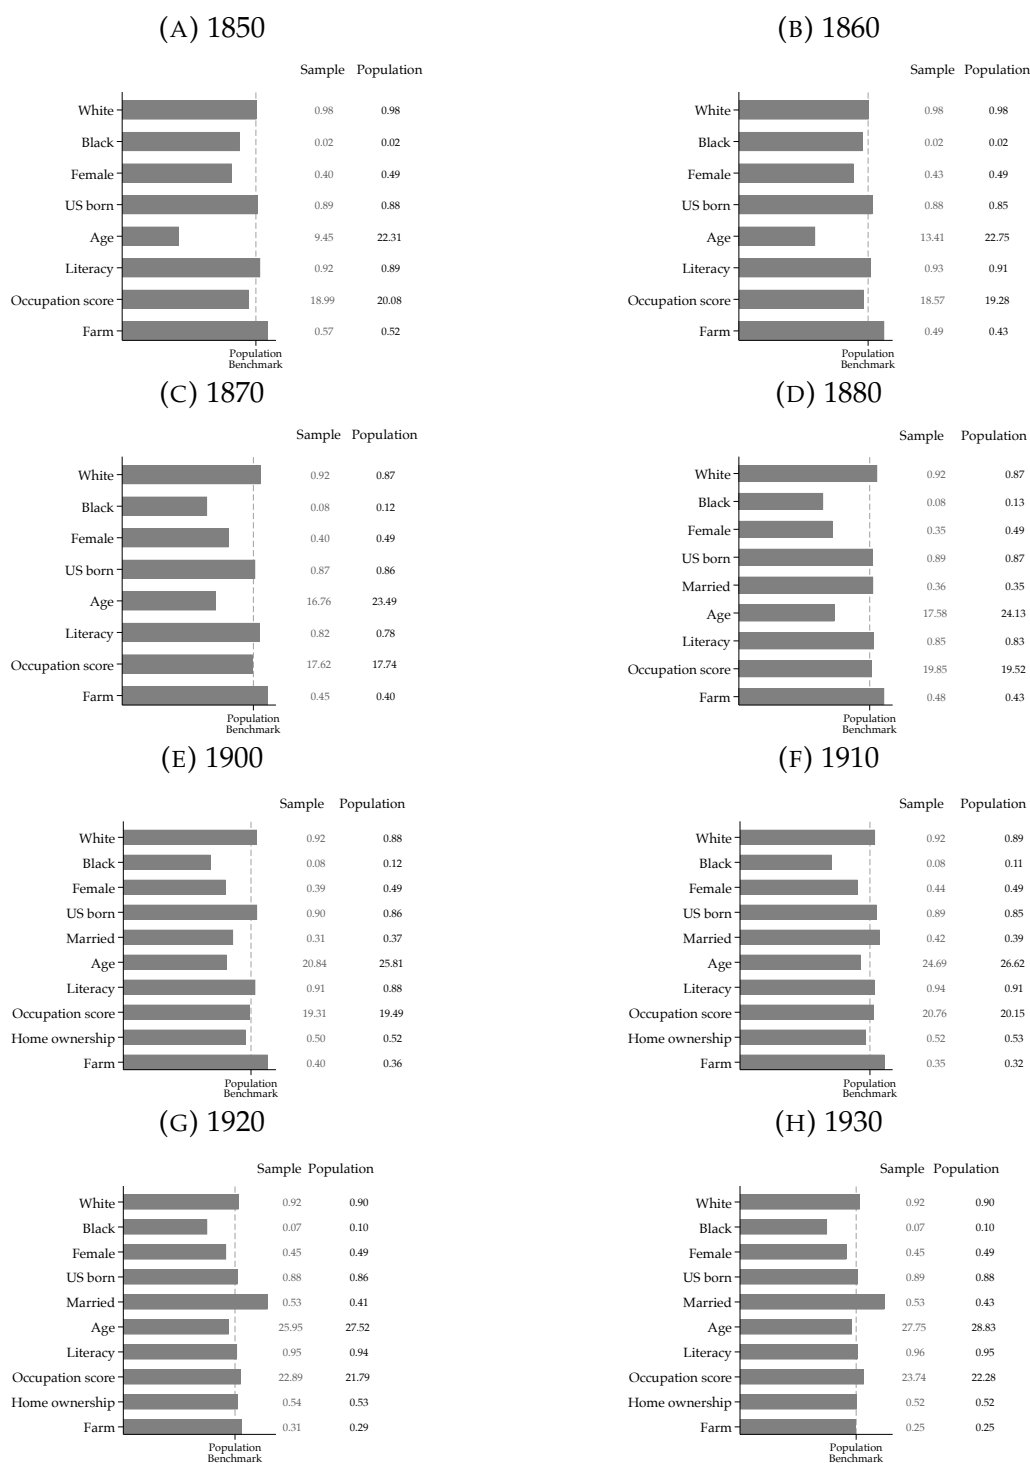 (A) 1850
Sample Population
White 0.98 0.98
Black 0.02 0.02
Female 0.40 0.49
US born 0.89 0.88
Age 9.45 22.31
Literacy 0.92 0.89
Occupation score 18.99 20.08
Farm 0.57 0.52
Population
Benchmark
(B) 1860
Sample Population
White 0.98 0.98
Black 0.02 0.02
Female 0.43 0.49
US born 0.88 0.85
Age 13.41 22.75
Literacy 0.93 0.91
Occupation score 18.57 19.28
Farm 0.49 0.43
Population
Benchmark
(C) 1870
Sample Population
White 0.92 0.87
Black 0.08 0.12
Female 0.40 0.49
US born 0.87 0.86
Age 16.76 23.49
Literacy 0.82 0.78
Occupation score 17.62 17.74
Farm 0.45 0.40
Population
Benchmark
(D) 1880
Sample Population
White 0.92 0.87
Black 0.08 0.13
Female 0.35 0.49
US born 0.89 0.87
Married 0.36 0.35
Age 17.58 24.13
Literacy 0.85 0.83
Occupation score 19.85 19.52
Farm 0.48 0.43
Population
Benchmark
(E) 1900
Sample Population
White 0.92 0.88
Black 0.08 0.12
Female 0.39 0.49
US born 0.90 0.86
Married 0.31 0.37
Age 20.84 25.81
Literacy 0.91 0.88
Occupation score 19.31 19.49
Home ownership 0.50 0.52
Farm 0.40 0.36
Population
Benchmark
(F) 1910
Sample Population
White 0.92 0.89
Black 0.08 0.11
Female 0.44 0.49
US born 0.89 0.85
Married 0.42 0.39
Age 24.69 26.62
Literacy 0.94 0.91
Occupation score 20.76 20.15
Home ownership 0.52 0.53
Farm 0.35 0.32
Population
Benchmark
(G) 1920
Sample Population
White 0.92 0.90
Black 0.07 0.10
Female 0.45 0.49
US born 0.88 0.86
Married 0.53 0.41
Age 25.95 27.52
Literacy 0.95 0.94
Occupation score 22.89 21.79
Home ownership 0.54 0.53
Farm 0.31 0.29
Population
Benchmark
(H) 1930
Sample Population
White 0.92 0.90
Black 0.07 0.10
Female 0.45 0.49
US born 0.89 0.88
Married 0.53 0.43
Age 27.75 28.83
Literacy 0.96 0.95
Occupation score 23.74 22.28
Home ownership 0.52 0.52
Farm 0.25 0.25
Population
Benchmark